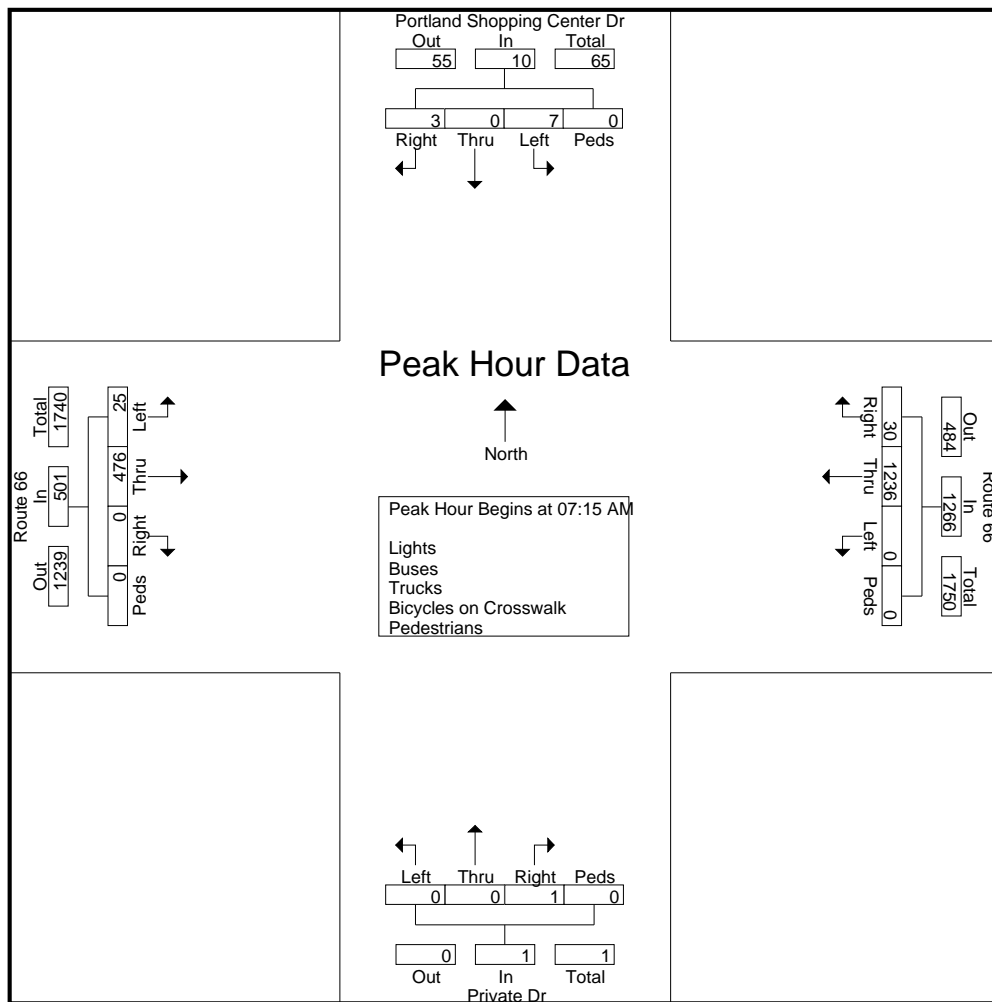 Portland Shopping Center Dr
Out In Total
55 10 65
3 0 7 0
Right Thru Left Peds
Peak Hour Data
North
Peak Hour Begins at 07:15 AM
Lights
Buses
Trucks
Bicycles on Crosswalk
Pedestrians
Route 66
Total In Out
1740 501 1239
25 476 0 0
Left Thru Right Peds
Route 66
Out In Total
484 1266 1750
30 1236 0 0
Right Thru Left Peds
Left Thru Right Peds
0 0 1 0
0 1 1
Out In Total
Private Dr